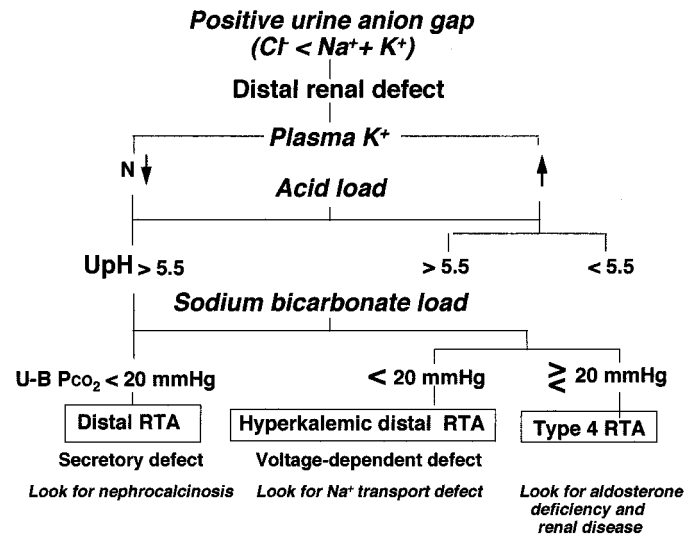 Positive urine anion gap
(Cl- < Na+ + K+)
Distal renal defect
Plasma K+
N ↓ ↑
Acid load
UpH > 5.5 > 5.5 < 5.5
Sodium bicarbonate load
U-B PCO2 < 20 mmHg < 20 mmHg ≷ 20 mmHg
Distal RTA Hyperkalemic distal RTA Type 4 RTA
Secretory defect Voltage-dependent defect
Look for nephrocalcinosis Look for Na+ transport defect Look for aldosterone
deficiency and
renal disease